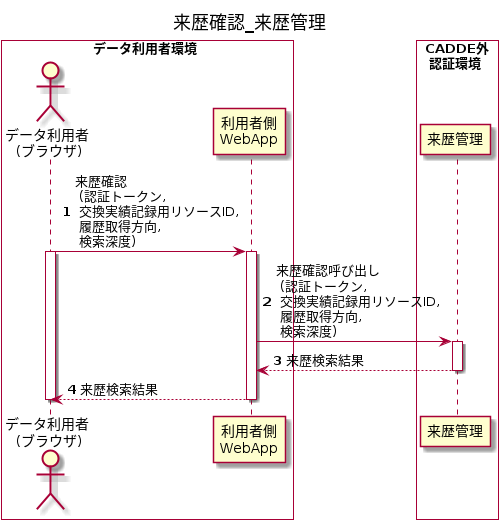 来歴確認_来歴管理
データ利用者環境
CADDE外
認証環境
データ利用者
(ブラウザ)
利用者側
WebApp
来歴管理
来歴確認
(認証トークン,
1 交換実績記録用リソースID,
履歴取得方向,
検索深度)
来歴確認呼び出し
(認証トークン,
2 交換実績記録用リソースID,
履歴取得方向,
検索深度)
3 来歴検索結果
4 来歴検索結果
データ利用者
(ブラウザ)
利用者側
WebApp
来歴管理